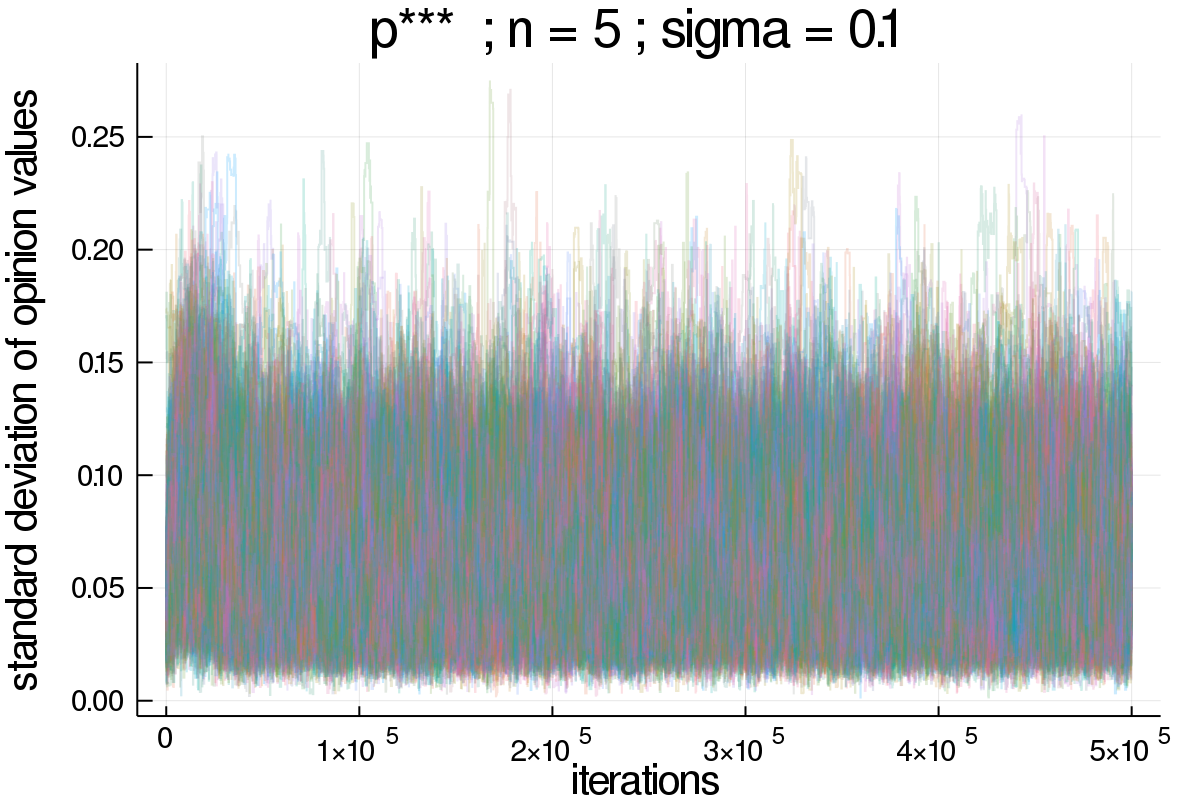 p*** ; n = 5 ; sigma = 0.1
standard deviation of opinion values
0.25
0.20
0.15
0.10
0.05
0.00
0 1×10 5 2×10 5 3×10 5 4×10 5 5×10 5
iterations